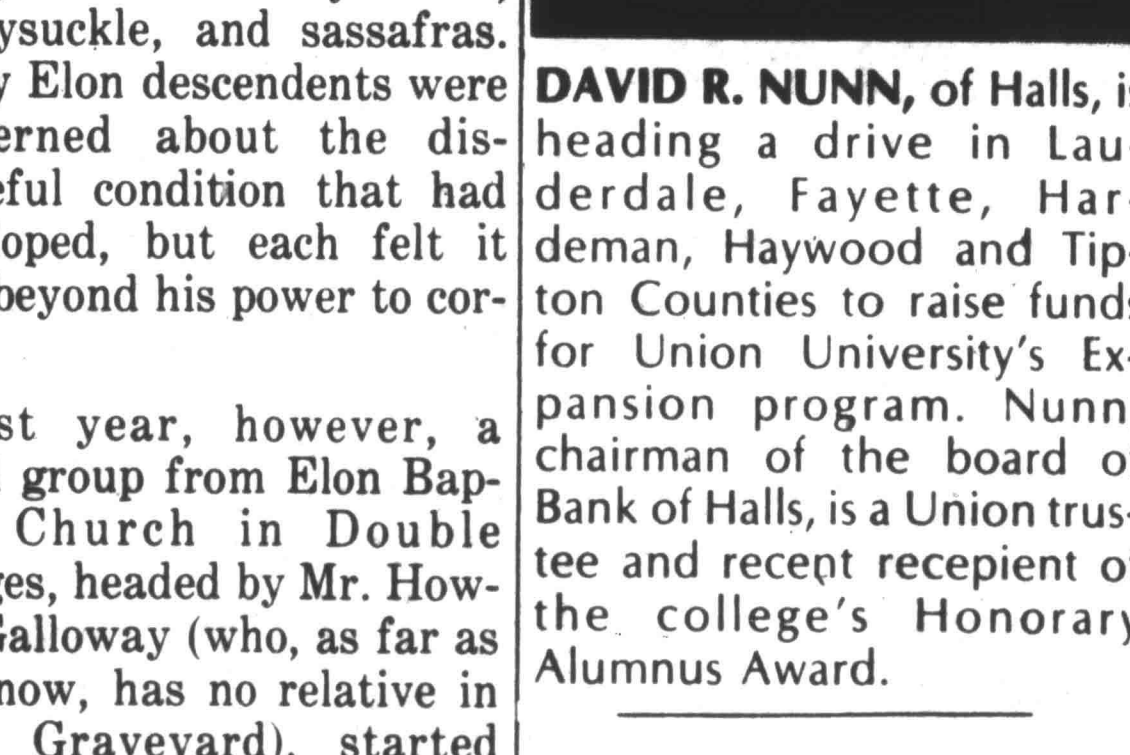 ysuckle, and sassafras.
Elon descendents were
erned about the dis-
eful condition that had
oped, but each felt it
beyond his power to cor-
st year, however, a
group from Elon Bap-
Church in Double
ges, headed by Mr. How-
Galloway (who, as far as
now, has no relative in
Graveyard), started
DAVID R. NUNN, of Halls, is
heading a drive in Lau-
derdale, Fayette, Har-
deman, Haywood and Tip-
ton Counties to raise funds
for Union University's Ex-
pansion program. Nunn,
chairman of the board of
Bank of Halls, is a Union trus-
tee and recent recepient of
the college's Honorary
Alumnus Award.